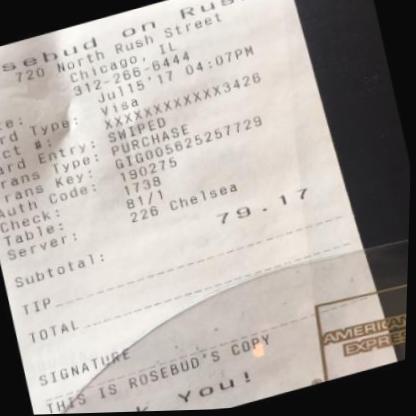 sebud on Rus
720 North Rush Street
Chicago, IL
312-266-6444
Jul15'17 04:07PM
te:
rd Type: Visa
ct #: XXXXXXXXXXXX3426
ard Entry: SWIPED
rans Type: PURCHASE
rans Key: GIG005625257729
Auth Code: 190275
Check: 1738
Table: 81/1
Server: 226 Chelsea
Subtotal: 79.17
TIP
TOTAL
SIGNATURE
THIS IS ROSEBUD'S COPY
k You!
AMERICAN
EXPRESS